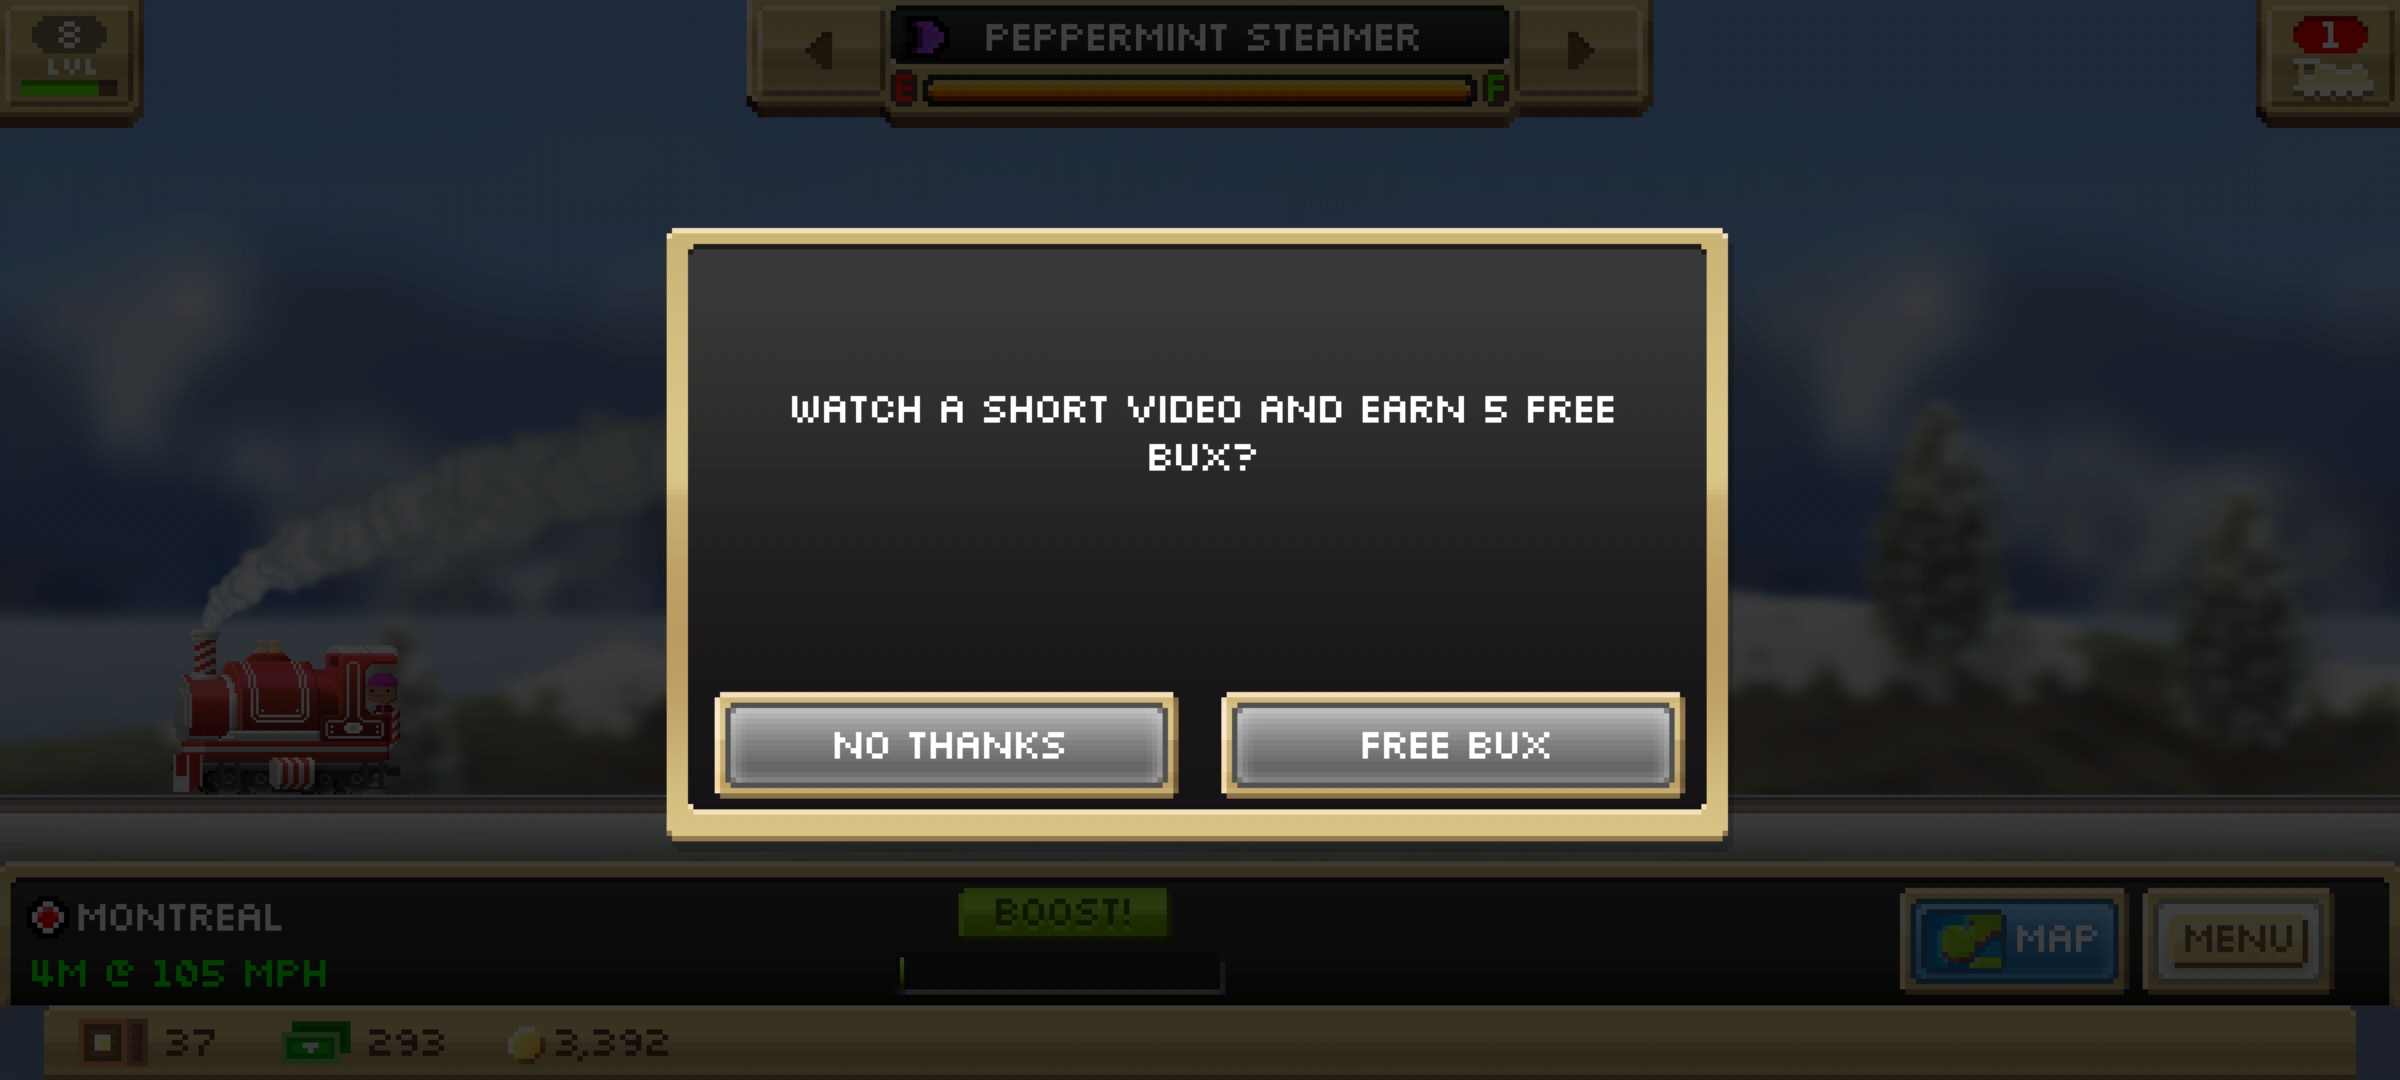 8
LVL
PEPPERMINT STEAMER
E
F
1
WATCH A SHORT VIDEO AND EARN 5 FREE
BUX?
NO THANKS
FREE BUX
MONTREAL
4M @ 105 MPH
BOOST!
MAP
MENU
37
293
3,392